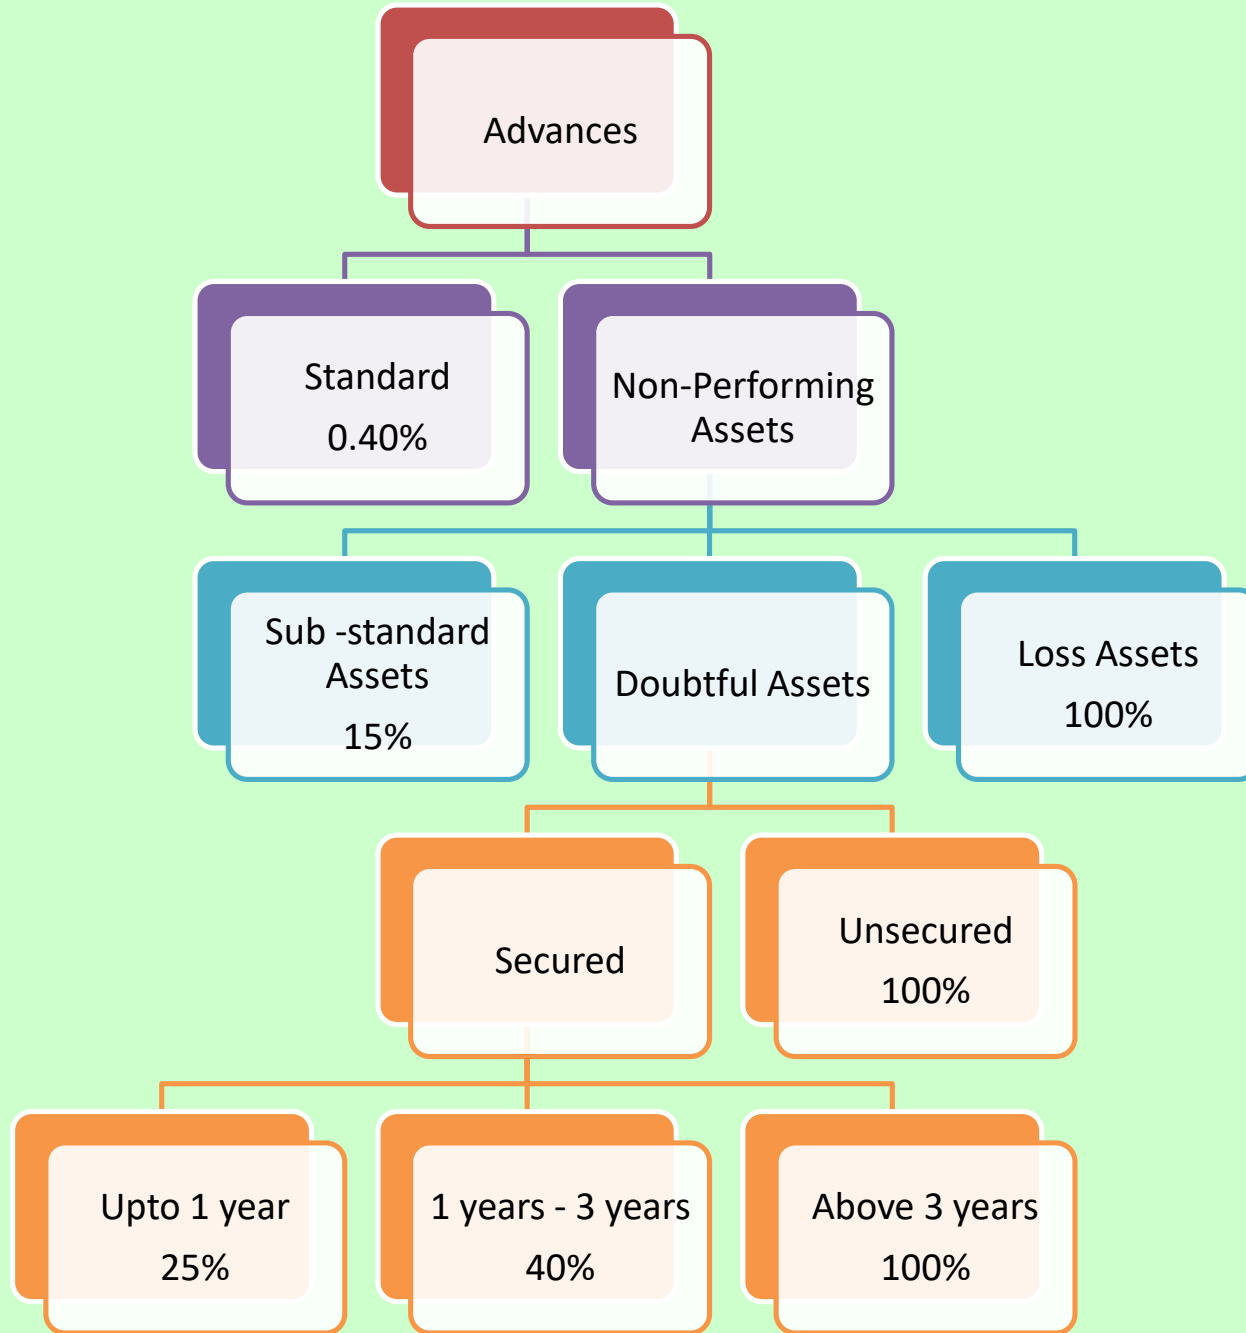 Advances
Standard
0.40%
Non-Performing
Assets
Sub -standard
Assets
15%
Doubtful Assets
Loss Assets
100%
Secured
Unsecured
100%
Upto 1 year
25%
1 years - 3 years
40%
Above 3 years
100%